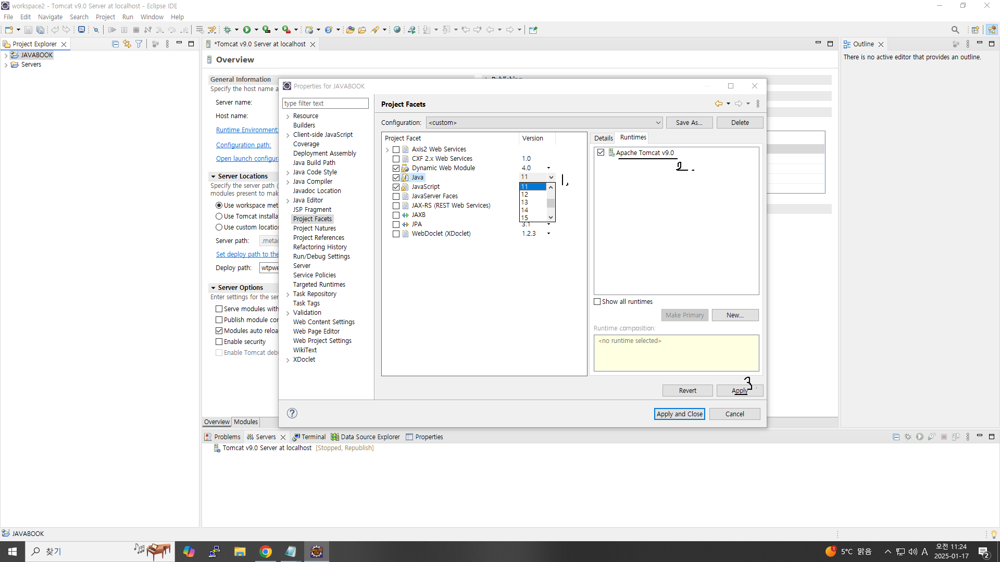 workspace2 - Tomcat v9.0 Server at localhost - Eclipse IDE
File Edit Navigate Search Project Run Window Help
Project Explorer
JAVABOOK
Servers
*Tomcat v9.0 Server at localhost
Overview
General Information
Specify the host name a
Server name:
Host name:
Runtime Environment:
Configuration path:
Open launch configura
Server Locations
Specify the server path (
modules present to mak
Use workspace met
Use Tomcat installa
Use custom locatio
Server path: .metac
Set deploy path to the
Deploy path: wtpwe
Server Options
Enter settings for the ser
Serve modules with
Publish module con
Modules auto reloa
Enable security
Enable Tomcat debu
Overview Modules
Publishing
Properties for JAVABOOK
type filter text
Resource
Builders
Client-side JavaScript
Coverage
Deployment Assembly
Java Build Path
Java Code Style
Java Compiler
Javadoc Location
Java Editor
JSP Fragment
Project Facets
Project Natures
Project References
Refactoring History
Run/Debug Settings
Server
Service Policies
Targeted Runtimes
Task Repository
Task Tags
Validation
Web Content Settings
Web Page Editor
Web Project Settings
WikiText
XDoclet
Project Facets
Configuration: <custom> Save As... Delete
Project Facet Version
Axis2 Web Services
CXF 2.x Web Services 1.0
Dynamic Web Module 4.0
Java 11
JavaScript
JavaServer Faces
JAX-RS (REST Web Services)
JAXB
JPA 3.1
WebDoclet (XDoclet) 1.2.3
11
12
13
14
15
1.
Details Runtimes
Apache Tomcat v9.0
2.
Show all runtimes
Make Primary New...
Runtime composition:
<no runtime selected>
3.
Revert Apply
Apply and Close Cancel
Outline
There is no active editor that provides an outline.
Problems Servers Terminal Data Source Explorer Properties
Tomcat v9.0 Server at localhost [Stopped, Republish]
JAVABOOK
찾기
1
5°C 맑음
A
오전 11:24
2025-01-17
2